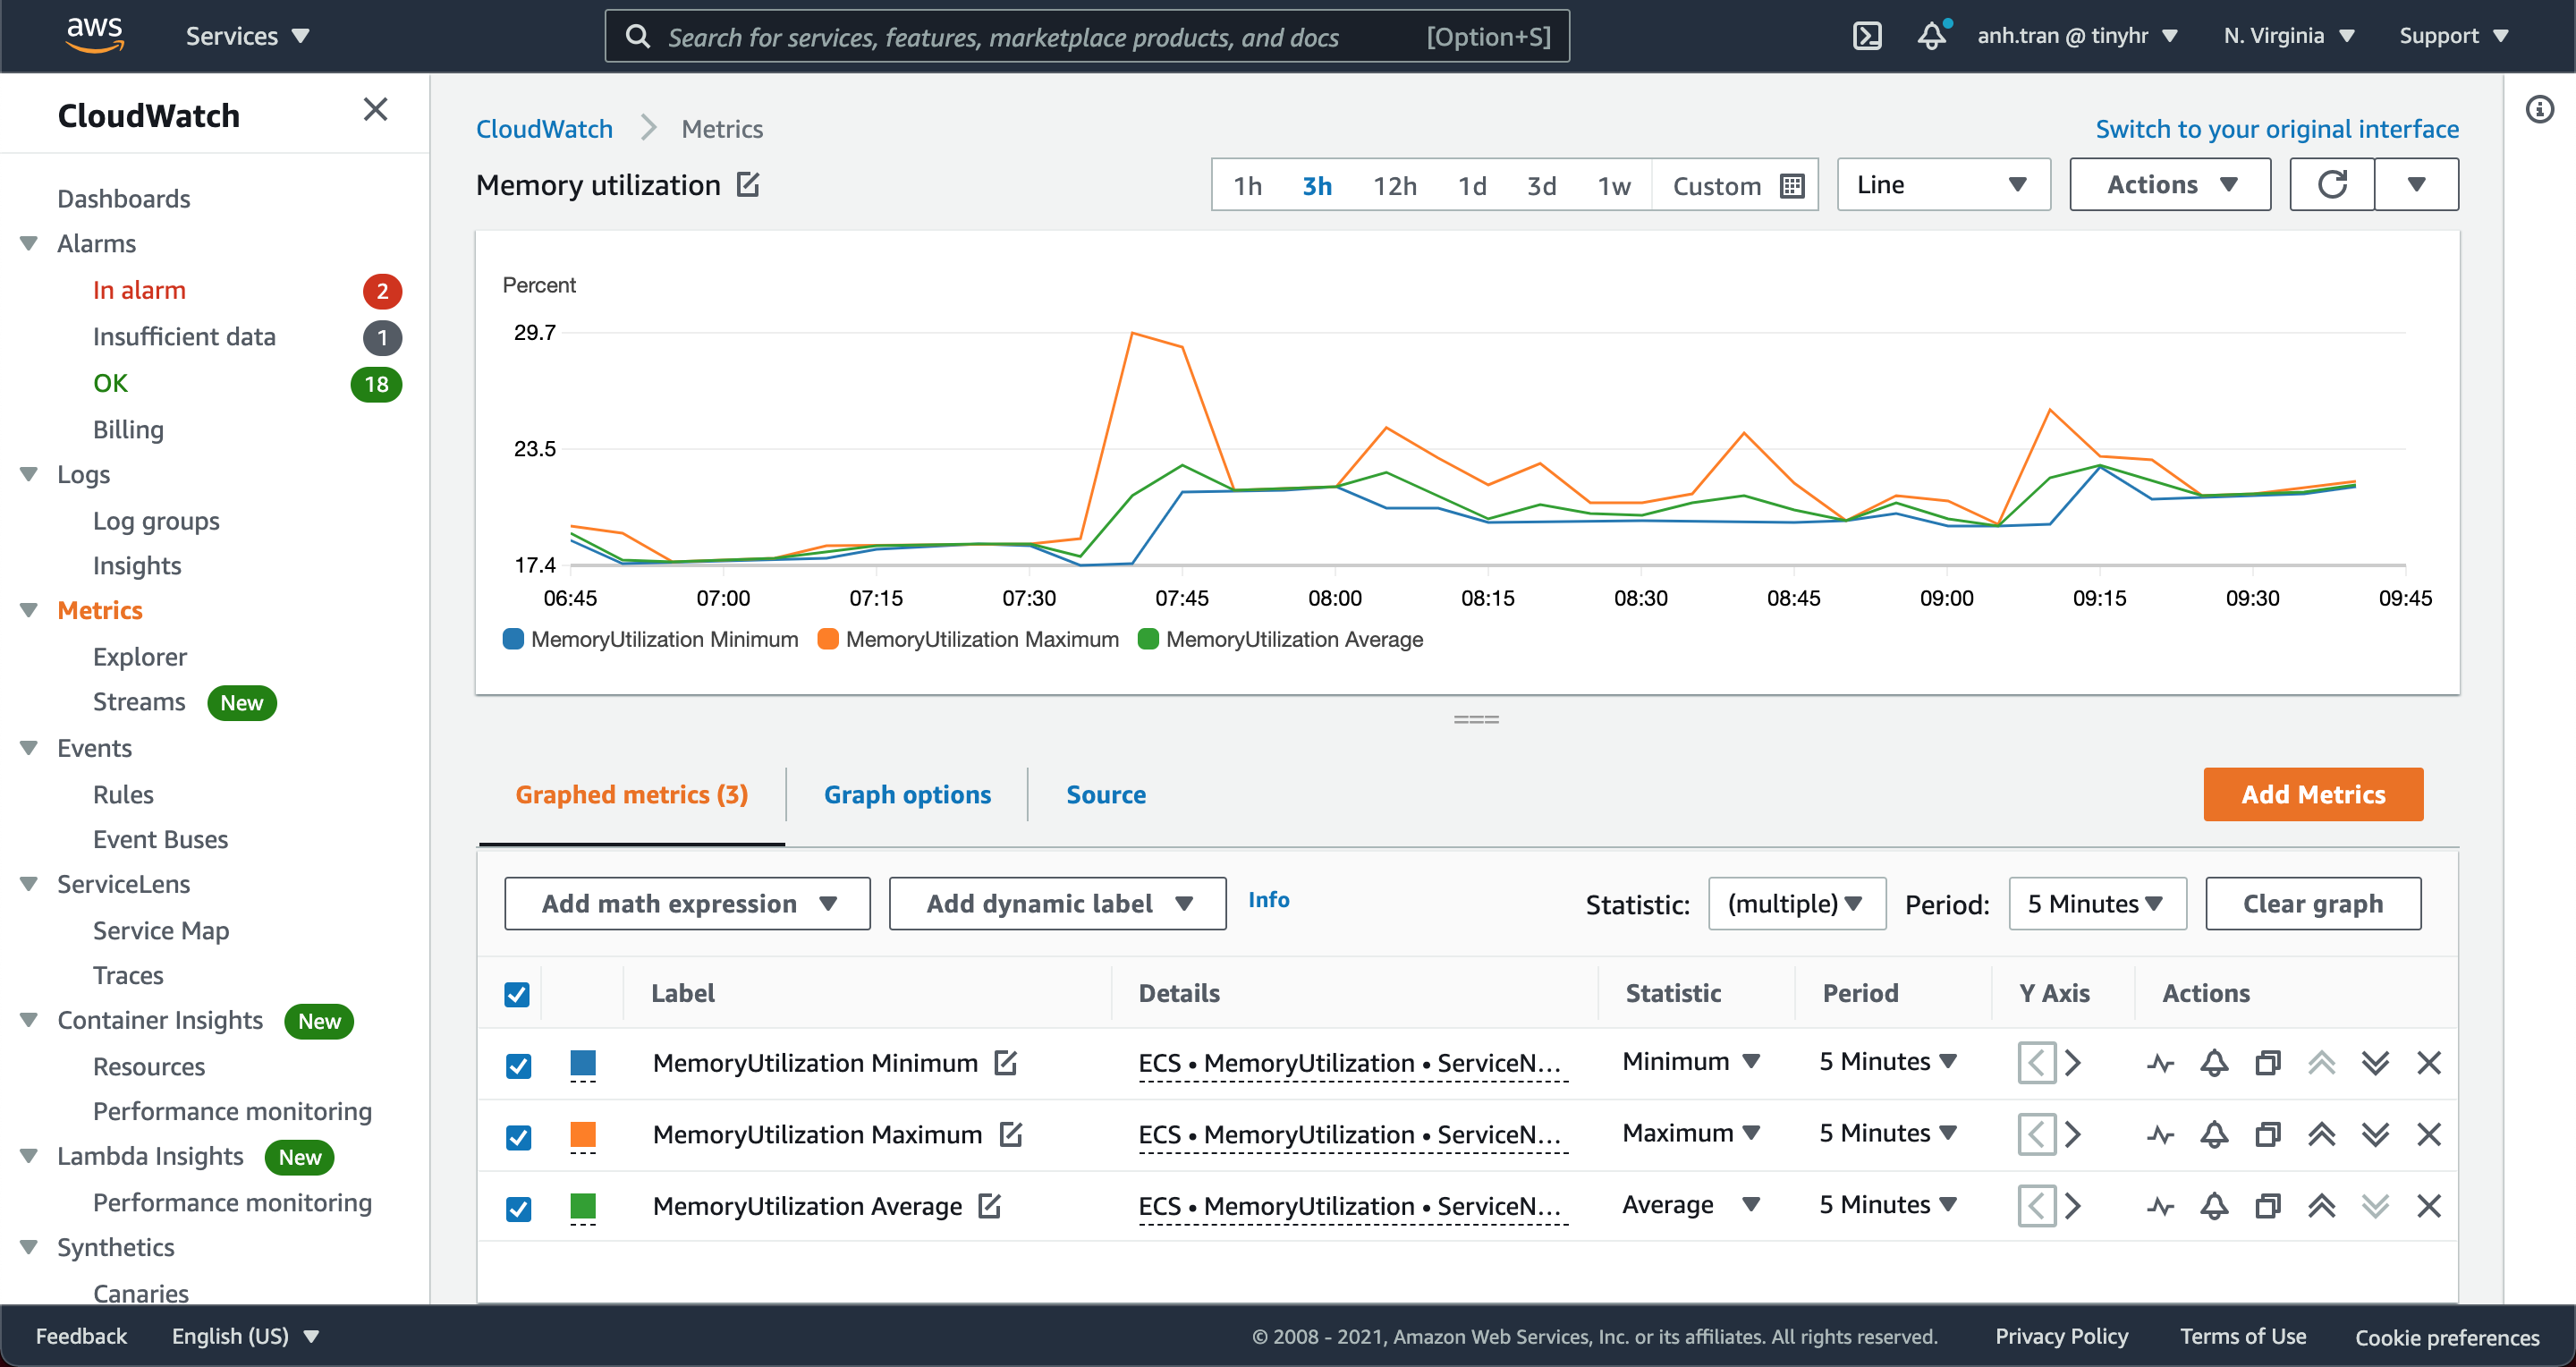 aws Services Search for services, features, marketplace products, and docs [Option+S] anh.tran @ tinyhr N. Virginia Support
CloudWatch
Dashboards
Alarms
In alarm 2
Insufficient data 1
OK 18
Billing
Logs
Log groups
Insights
Metrics
Explorer
Streams New
Events
Rules
Event Buses
ServiceLens
Service Map
Traces
Container Insights New
Resources
Performance monitoring
Lambda Insights New
Performance monitoring
Synthetics
Canaries
CloudWatch Metrics Switch to your original interface
Memory utilization 1h 3h 12h 1d 3d 1w Custom Line Actions
Percent
29.7
23.5
17.4
06:45 07:00 07:15 07:30 07:45 08:00 08:15 08:30 08:45 09:00 09:15 09:30 09:45
MemoryUtilization Minimum MemoryUtilization Maximum MemoryUtilization Average
Graphed metrics (3) Graph options Source Add Metrics
Add math expression Add dynamic label Info Statistic: (multiple) Period: 5 Minutes Clear graph
Label Details Statistic Period Y Axis Actions
MemoryUtilization Minimum ECS • MemoryUtilization • ServiceN... Minimum 5 Minutes
MemoryUtilization Maximum ECS • MemoryUtilization • ServiceN... Maximum 5 Minutes
MemoryUtilization Average ECS • MemoryUtilization • ServiceN... Average 5 Minutes
Feedback English (US) © 2008 - 2021, Amazon Web Services, Inc. or its affiliates. All rights reserved. Privacy Policy Terms of Use Cookie preferences